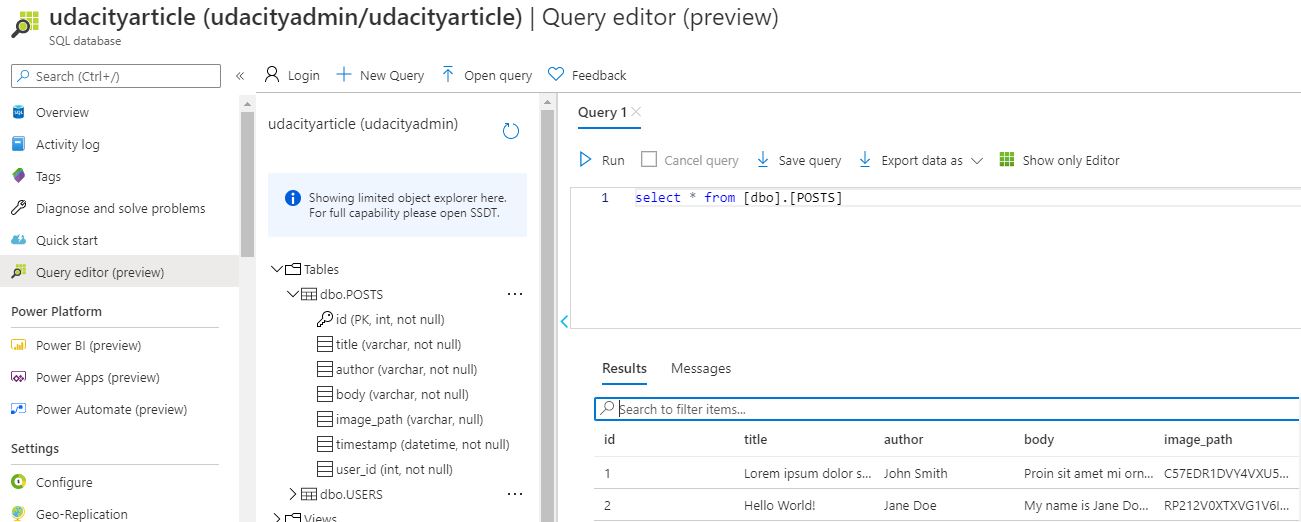 udacityarticle (udacityadmin/udacityarticle) | Query editor (preview)
SQL database
Search (Ctrl+/)
«
Login
New Query
Open query
Feedback
Overview
Activity log
Tags
Diagnose and solve problems
Quick start
Query editor (preview)
Power Platform
Power BI (preview)
Power Apps (preview)
Power Automate (preview)
Settings
Configure
Geo-Replication
udacityarticle (udacityadmin)
Showing limited object explorer here.
For full capability please open SSDT.
Tables
dbo.POSTS ...
id (PK, int, not null)
title (varchar, not null)
author (varchar, not null)
body (varchar, not null)
image_path (varchar, null)
timestamp (datetime, not null)
user_id (int, not null)
dbo.USERS ...
Views
Query 1
Run
Cancel query
Save query
Export data as
Show only Editor
1 select * from [dbo].[POSTS]
Results Messages
Search to filter items...
id title author body image_path
1 Lorem ipsum dolor s... John Smith Proin sit amet mi orn... C57EDR1DVY4VXU5...
2 Hello World! Jane Doe My name is Jane Do... RP212V0XTXVG1V6I...